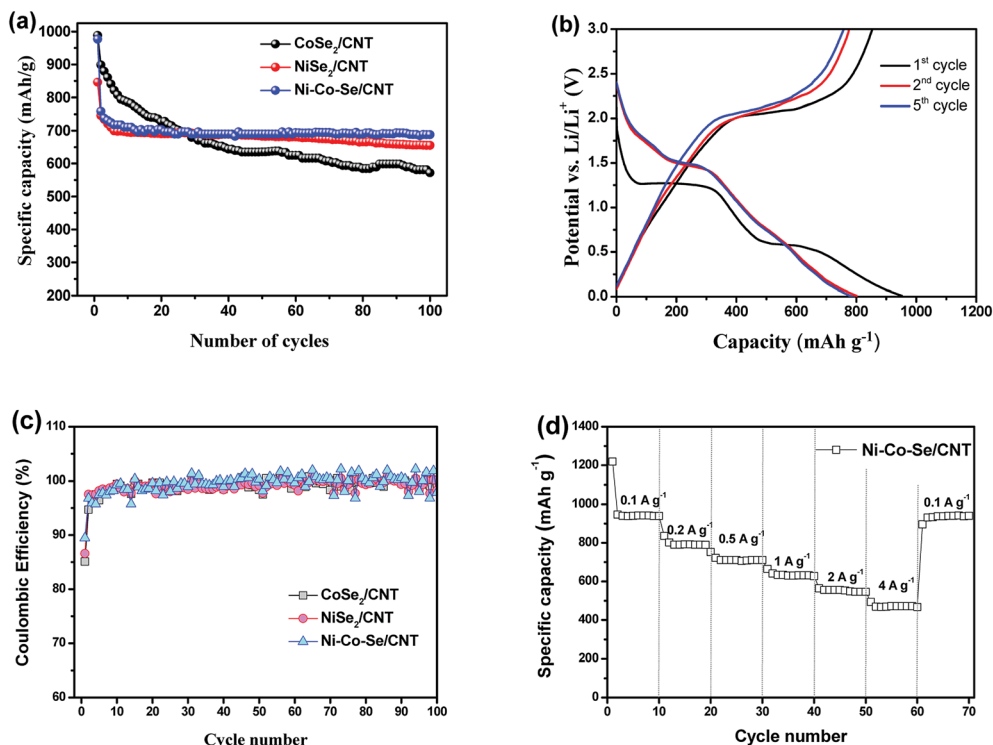 (a)
1000
900
800
700
600
500
400
300
200
0
20
40
60
80
100
Specific capacity (mAh/g)
Number of cycles
CoSe₂/CNT
NiSe₂/CNT
Ni-Co-Se/CNT
(b)
3.0
2.5
2.0
1.5
1.0
0.5
0.0
0
200
400
600
800
1000
1200
Potential vs. Li/Li⁺ (V)
Capacity (mAh g⁻¹)
1ˢᵗ cycle
2ⁿᵈ cycle
5ᵗʰ cycle
(c)
110
100
90
80
70
60
0
10
20
30
40
50
60
70
80
90
100
Coulombic Efficiency (%)
Cycle number
CoSe₂/CNT
NiSe₂/CNT
Ni-Co-Se/CNT
(d)
1400
1200
1000
800
600
400
200
0
0
10
20
30
40
50
60
70
Specific capacity (mAh g⁻¹)
Cycle number
Ni-Co-Se/CNT
0.1 A g⁻¹
0.2 A g⁻¹
0.5 A g⁻¹
1 A g⁻¹
2 A g⁻¹
4 A g⁻¹
0.1 A g⁻¹